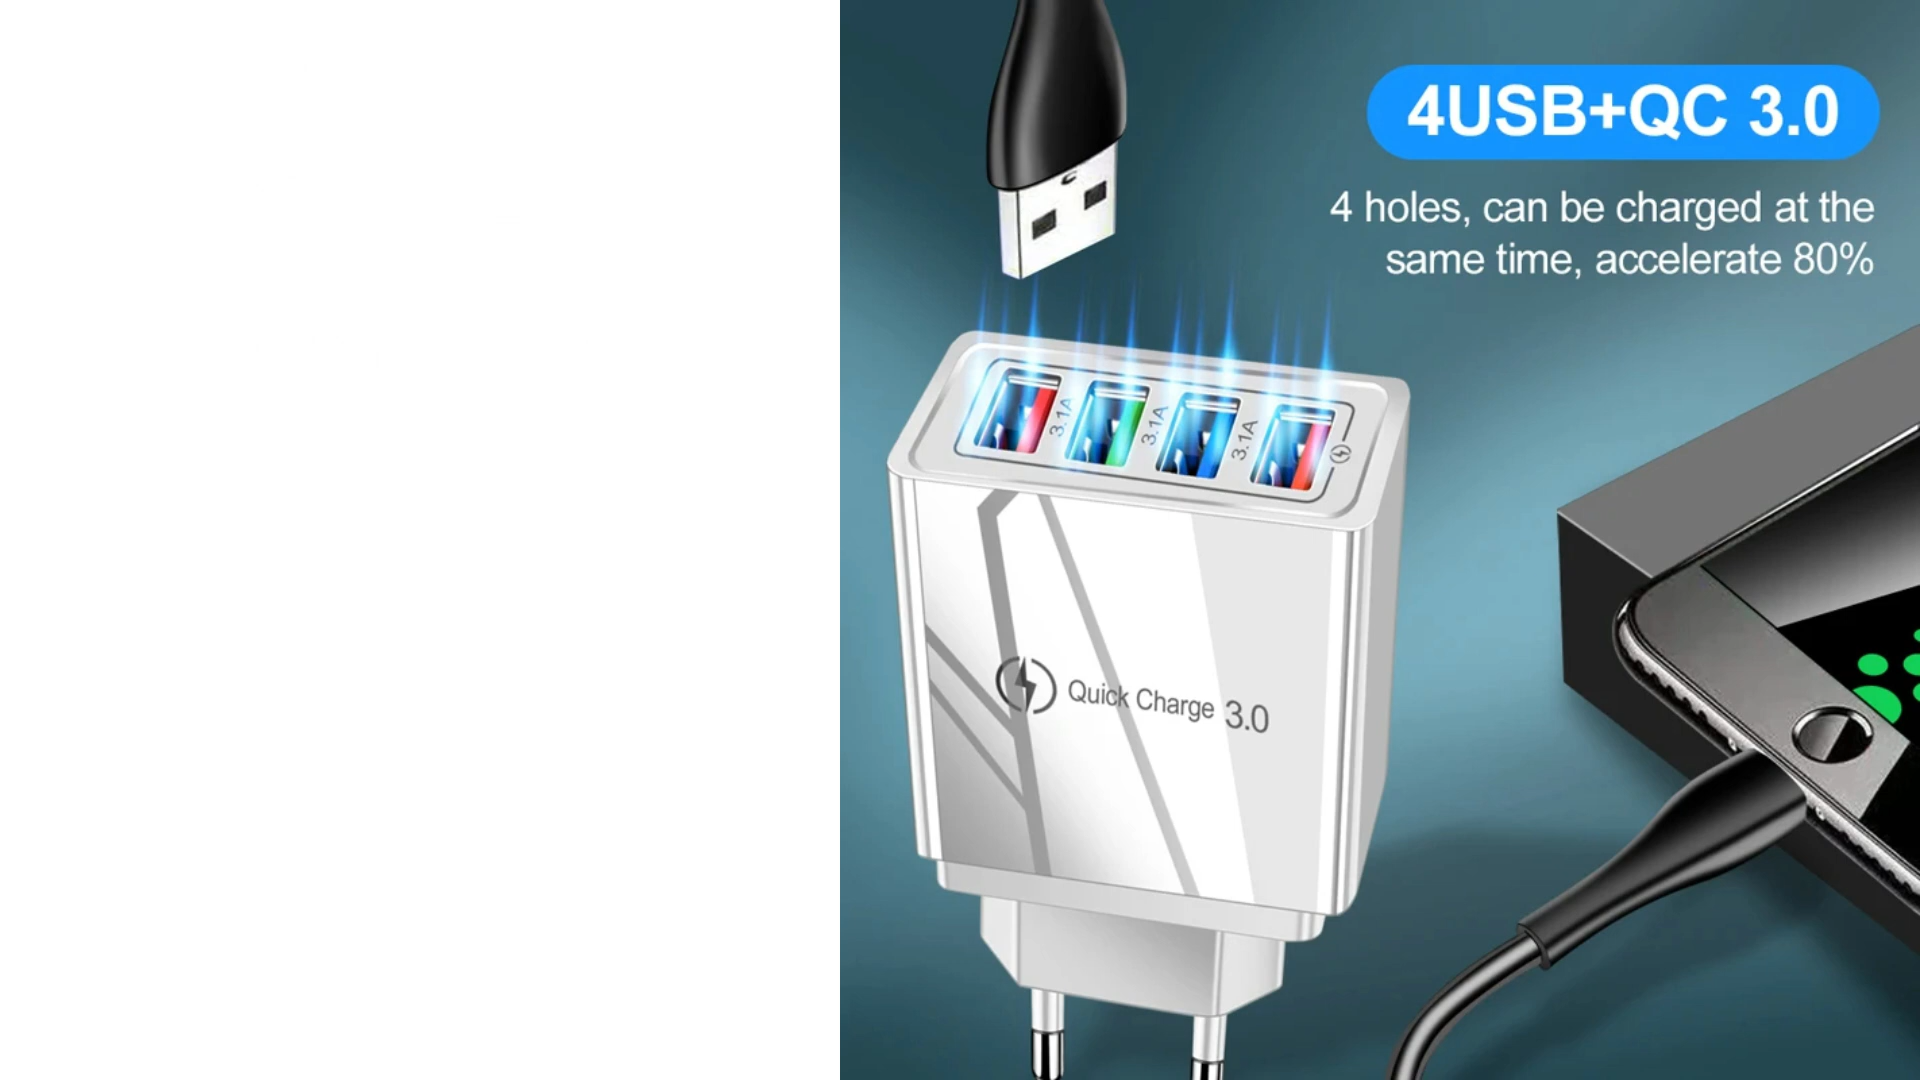 4USB+QC 3.0
4 holes, can be charged at the
same time, accelerate 80%
3.1A
3.1A
3.1A
Quick Charge 3.0